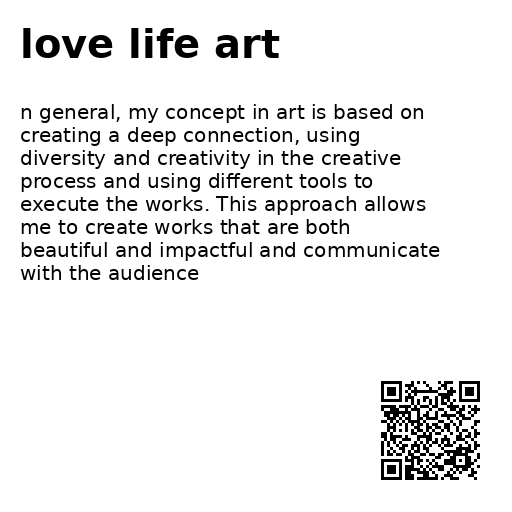 love life art
n general, my concept in art is based on
creating a deep connection, using
diversity and creativity in the creative
process and using different tools to
execute the works. This approach allows
me to create works that are both
beautiful and impactful and communicate
with the audience